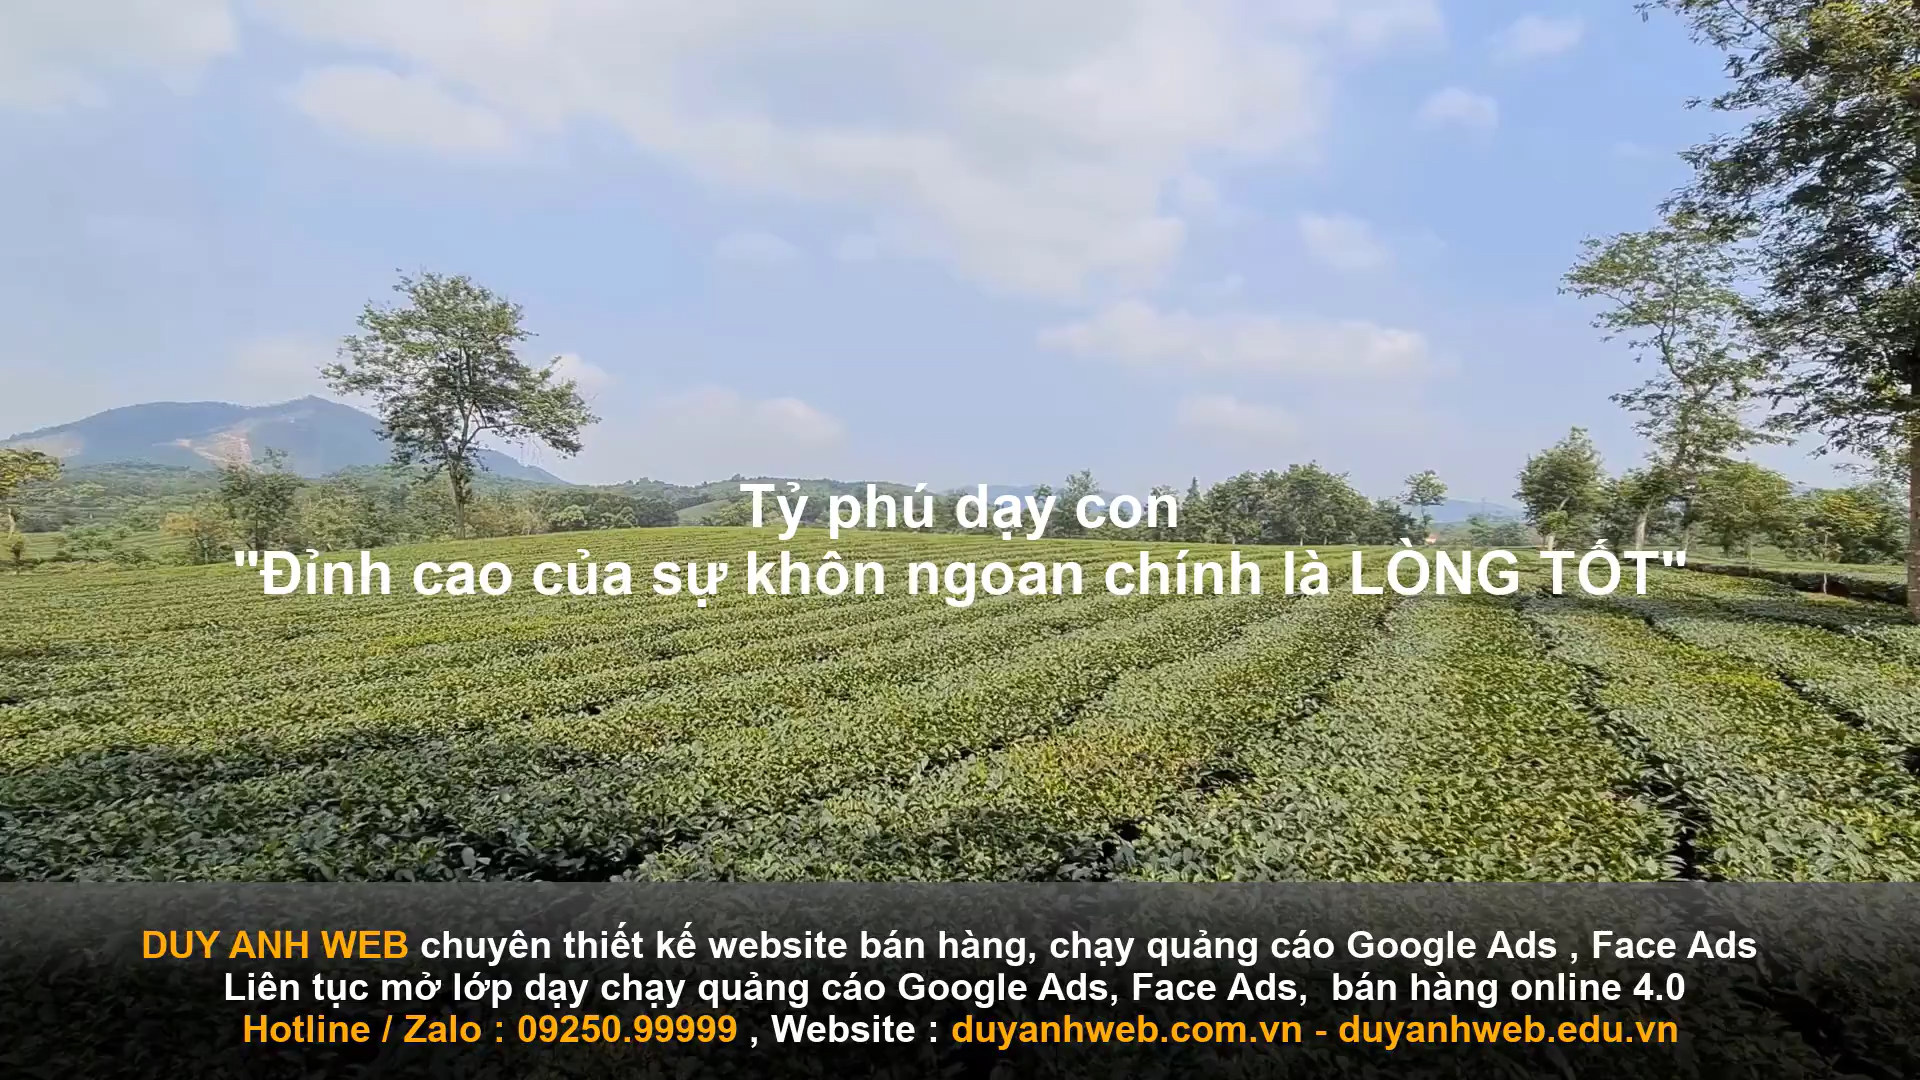 Tỷ phú dạy con
"Đỉnh cao của sự khôn ngoan chính là LÒNG TỐT"
DUY ANH WEB chuyên thiết kế website bán hàng, chạy quảng cáo Google Ads , Face Ads
Liên tục mở lớp dạy chạy quảng cáo Google Ads, Face Ads,  bán hàng online 4.0
Hotline / Zalo : 09250.99999 , Website : duyanhweb.com.vn - duyanhweb.edu.vn